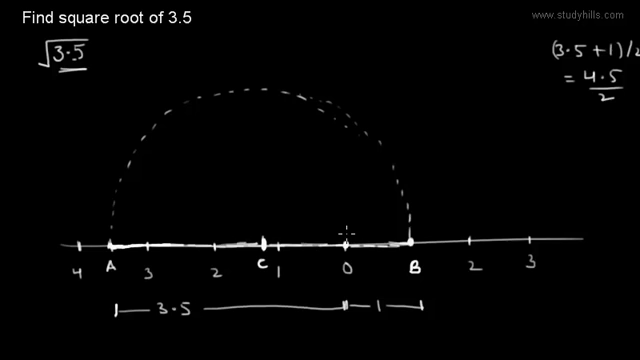 Find square root of 3.5
www.studyhills.com
√3.5
(3.5+1)/2
= 4.5/2
4 A 3 2 C 1 0 B 2 3
3.5 1